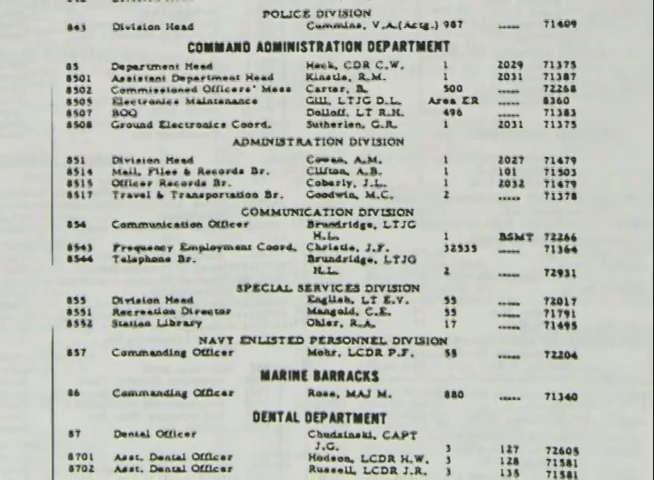 POLICE DIVISION
843 Division Head Cummins, V.A.(Actg.) 987 ----- 71409
COMMAND ADMINISTRATION DEPARTMENT
85 Department Head Heck, CDR C.W. 1 2029 71375
8501 Assistant Department Head Kinstle, R.M. 1 2031 71387
8502 Commissioned Officers' Mess Carter, B. 500 ----- 72268
8505 Electronics Maintenance Gill, LTJG D.L. Area ER ----- 8360
8507 BOQ Dolloff, LT R.H. 496 ----- 71383
8508 Ground Electronics Coord. Sutherlen, G.R. 1 2031 71375
ADMINISTRATION DIVISION
851 Division Head Cowan, A.M. 1 2027 71479
8514 Mail, Files & Records Br. Clifton, A.B. 1 101 71503
8515 Officer Records Br. Coberly, J.L. 1 2032 71479
8517 Travel & Transportation Br. Goodwin, M.C. 2 ----- 71378
COMMUNICATION DIVISION
854 Communication Officer Brundridge, LTJG
H.L. 1 BSMT 72266
8543 Frequency Employment Coord. Christie, J.F. 32535 ----- 71364
8544 Telephone Br. Brundridge, LTJG
H.L. 2 72931
SPECIAL SERVICES DIVISION
855 Division Head English, LT E.V. 55 ----- 72017
8551 Recreation Director Mangold, C.E. 55 ----- 71791
8552 Station Library Ohler, R.A. 17 ----- 71495
NAVY ENLISTED PERSONNEL DIVISION
857 Commanding Officer Mohr, LCDR P.F. 55 ----- 72204
MARINE BARRACKS
86 Commanding Officer Rose, MAJ M. 880 ----- 71340
DENTAL DEPARTMENT
87 Dental Officer Chudzinski, CAPT
J.G. 3 127 72605
8701 Asst. Dental Officer Hodson, LCDR H.W. 3 128 71581
8702 Asst. Dental Officer Russell, LCDR J.R. 3 135 71581